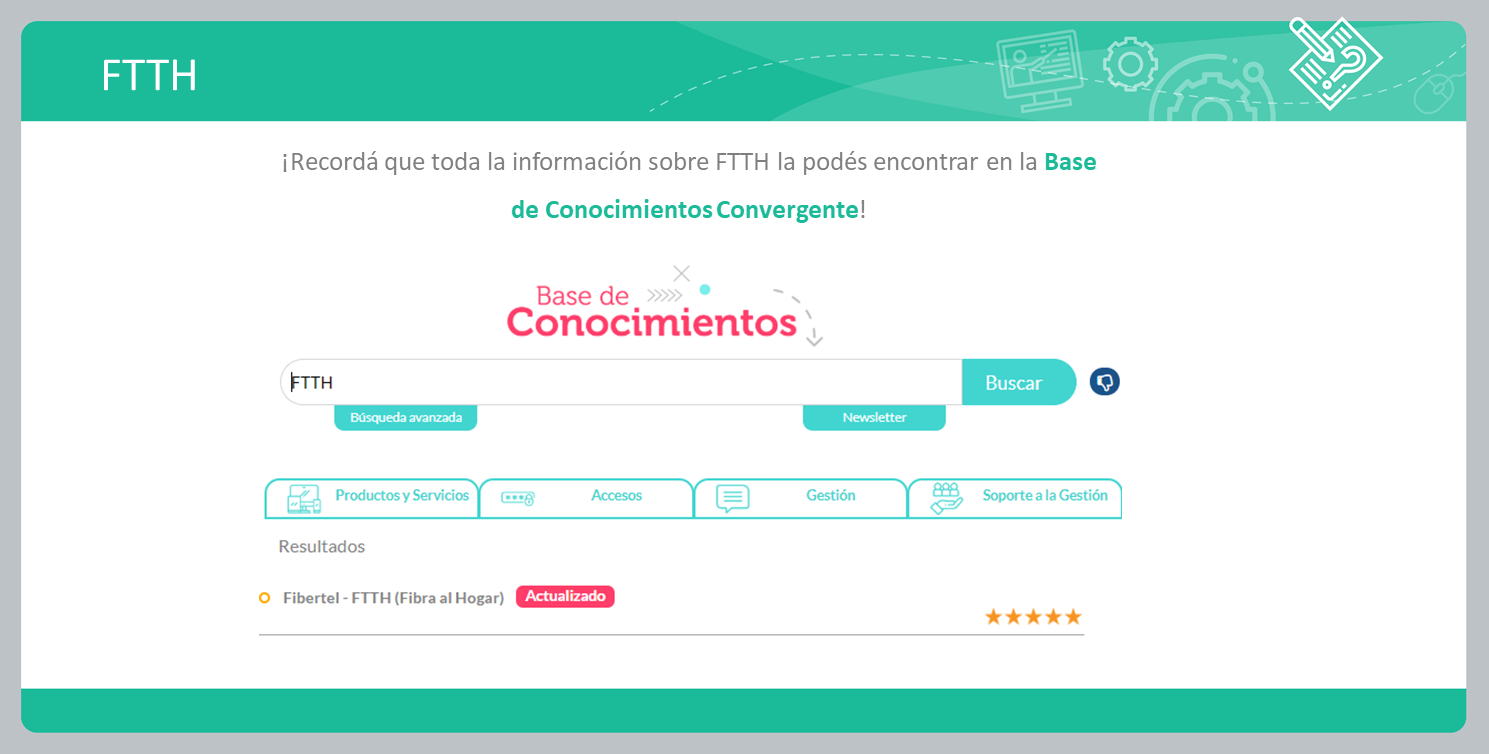 FTTH
¡Recordá que toda la información sobre FTTH la podés encontrar en la Base
de Conocimientos Convergente!
Base de
Conocimientos
FTTH
Buscar
Búsqueda avanzada
Newsletter
Productos y Servicios
Accesos
Gestión
Soporte a la Gestión
Resultados
Fibertel - FTTH (Fibra al Hogar) Actualizado